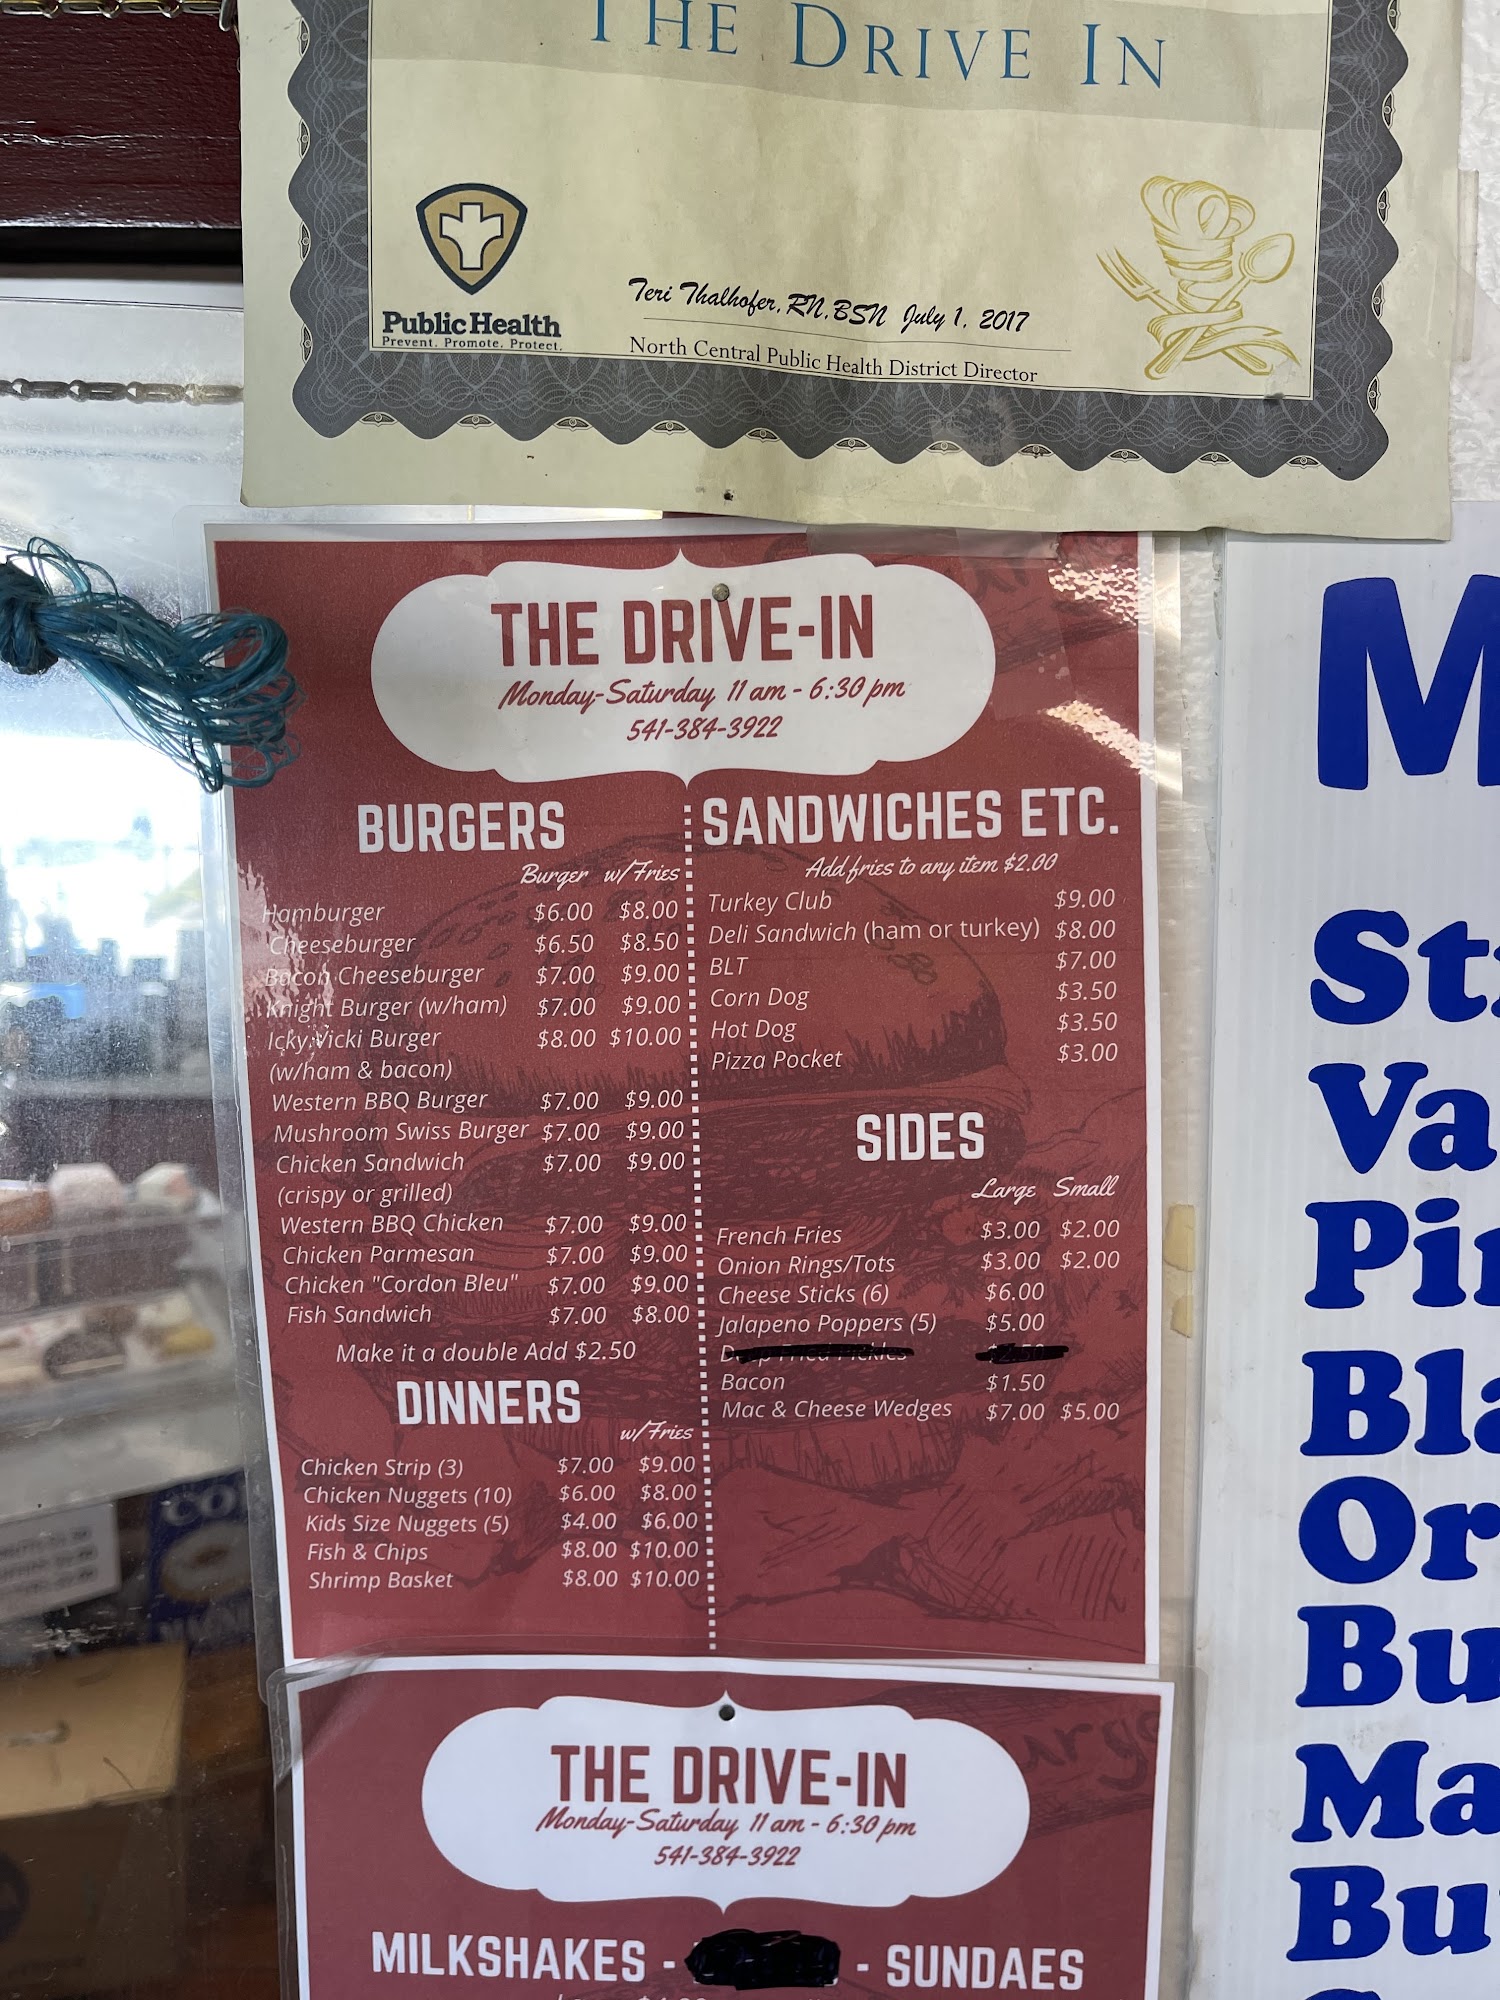 THE DRIVE IN
Public Health
Prevent. Promote. Protect.
Teri Thalhofer, RN, BSN July 1, 2017
North Central Public Health District Director
THE DRIVE-IN
Monday-Saturday 11 am - 6:30 pm
541-384-3922
BURGERS
Burger w/Fries
Hamburger $6.00 $8.00
Cheeseburger $6.50 $8.50
Bacon Cheeseburger $7.00 $9.00
Knight Burger (w/ham) $7.00 $9.00
Icky Vicki Burger $8.00 $10.00
(w/ham & bacon)
Western BBQ Burger $7.00 $9.00
Mushroom Swiss Burger $7.00 $9.00
Chicken Sandwich $7.00 $9.00
(crispy or grilled)
Western BBQ Chicken $7.00 $9.00
Chicken Parmesan $7.00 $9.00
Chicken "Cordon Bleu" $7.00 $9.00
Fish Sandwich $7.00 $8.00
Make it a double Add $2.50
DINNERS
w/Fries
Chicken Strip (3) $7.00 $9.00
Chicken Nuggets (10) $6.00 $8.00
Kids Size Nuggets (5) $4.00 $6.00
Fish & Chips $8.00 $10.00
Shrimp Basket $8.00 $10.00
SANDWICHES ETC.
Add fries to any item $2.00
Turkey Club $9.00
Deli Sandwich (ham or turkey) $8.00
BLT $7.00
Corn Dog $3.50
Hot Dog $3.50
Pizza Pocket $3.00
SIDES
Large Small
French Fries $3.00 $2.00
Onion Rings/Tots $3.00 $2.00
Cheese Sticks (6) $6.00
Jalapeno Poppers (5) $5.00
Bacon $1.50
Mac & Cheese Wedges $7.00 $5.00
THE DRIVE-IN
Monday-Saturday 11 am - 6:30 pm
541-384-3922
MILKSHAKES - - SUNDAES
M
St
Va
Pi
Bla
Or
Bu
Ma
Bu